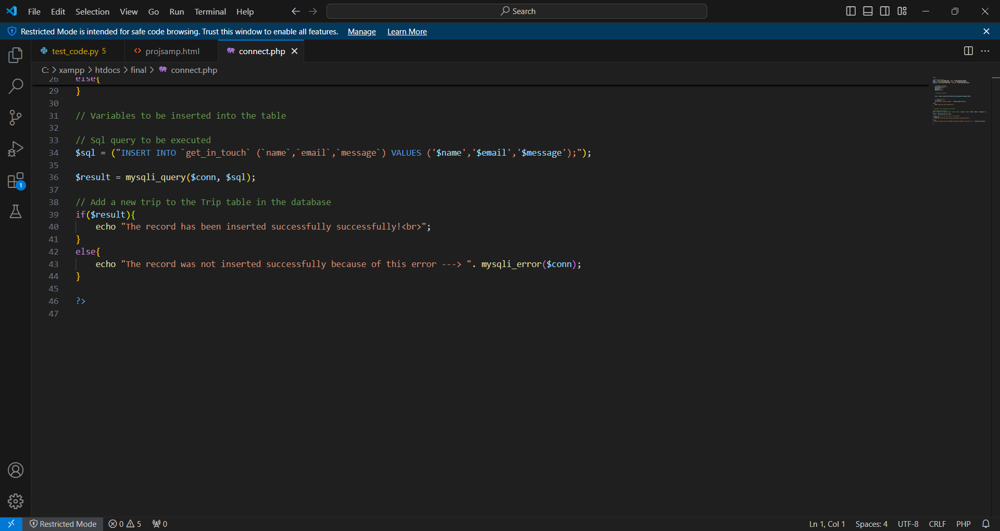 File Edit Selection View Go Run Terminal Help Search
Restricted Mode is intended for safe code browsing. Trust this window to enable all features. Manage Learn More
test_code.py 5 projsamp.html connect.php
C: > xampp > htdocs > final > connect.php
26 else{
29 }
30
31 // Variables to be inserted into the table
32
33 // Sql query to be executed
34 $sql = ("INSERT INTO `get_in_touch` (`name`,`email`,`message`) VALUES ('$name','$email','$message');");
35
36 $result = mysqli_query($conn, $sql);
37
38 // Add a new trip to the Trip table in the database
39 if($result){
40 echo "The record has been inserted successfully successfully!<br>";
41 }
42 else{
43 echo "The record was not inserted successfully because of this error ---> ". mysqli_error($conn);
44 }
45
46 ?>
47
1
Restricted Mode 0 5 0 Ln 1, Col 1 Spaces: 4 UTF-8 CRLF PHP